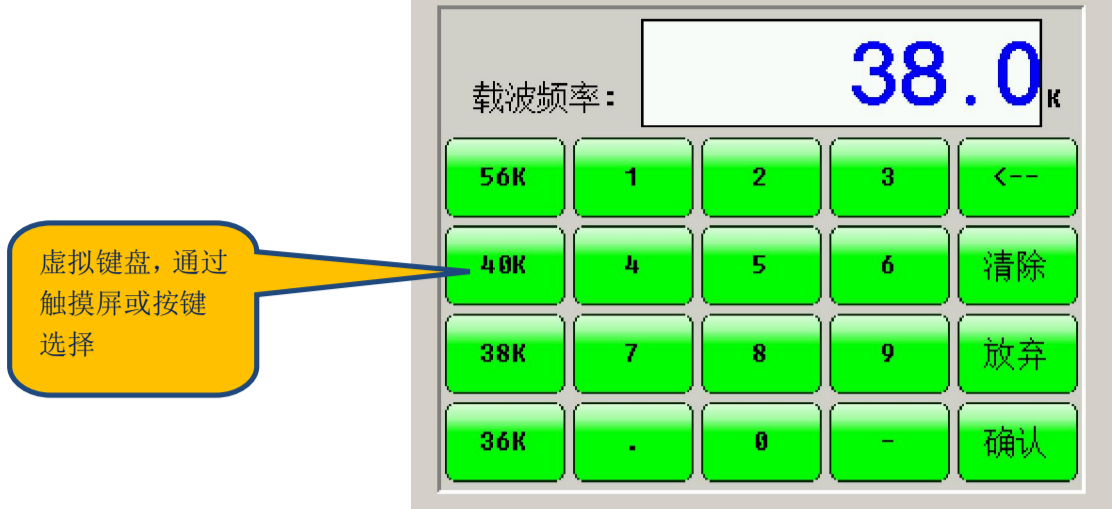 载波频率: 38.0K
56K 1 2 3 <--
虚拟键盘，通过
触摸屏或按键
选择
40K 4 5 6 清除
38K 7 8 9 放弃
36K . 0 - 确认